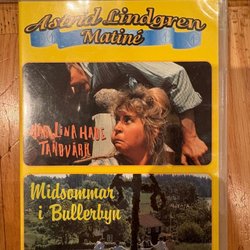 Astrid Lindgren
Matiné
NÄR LINA HADE
TANDVÄRK
Midsommar
i Bullerbyn